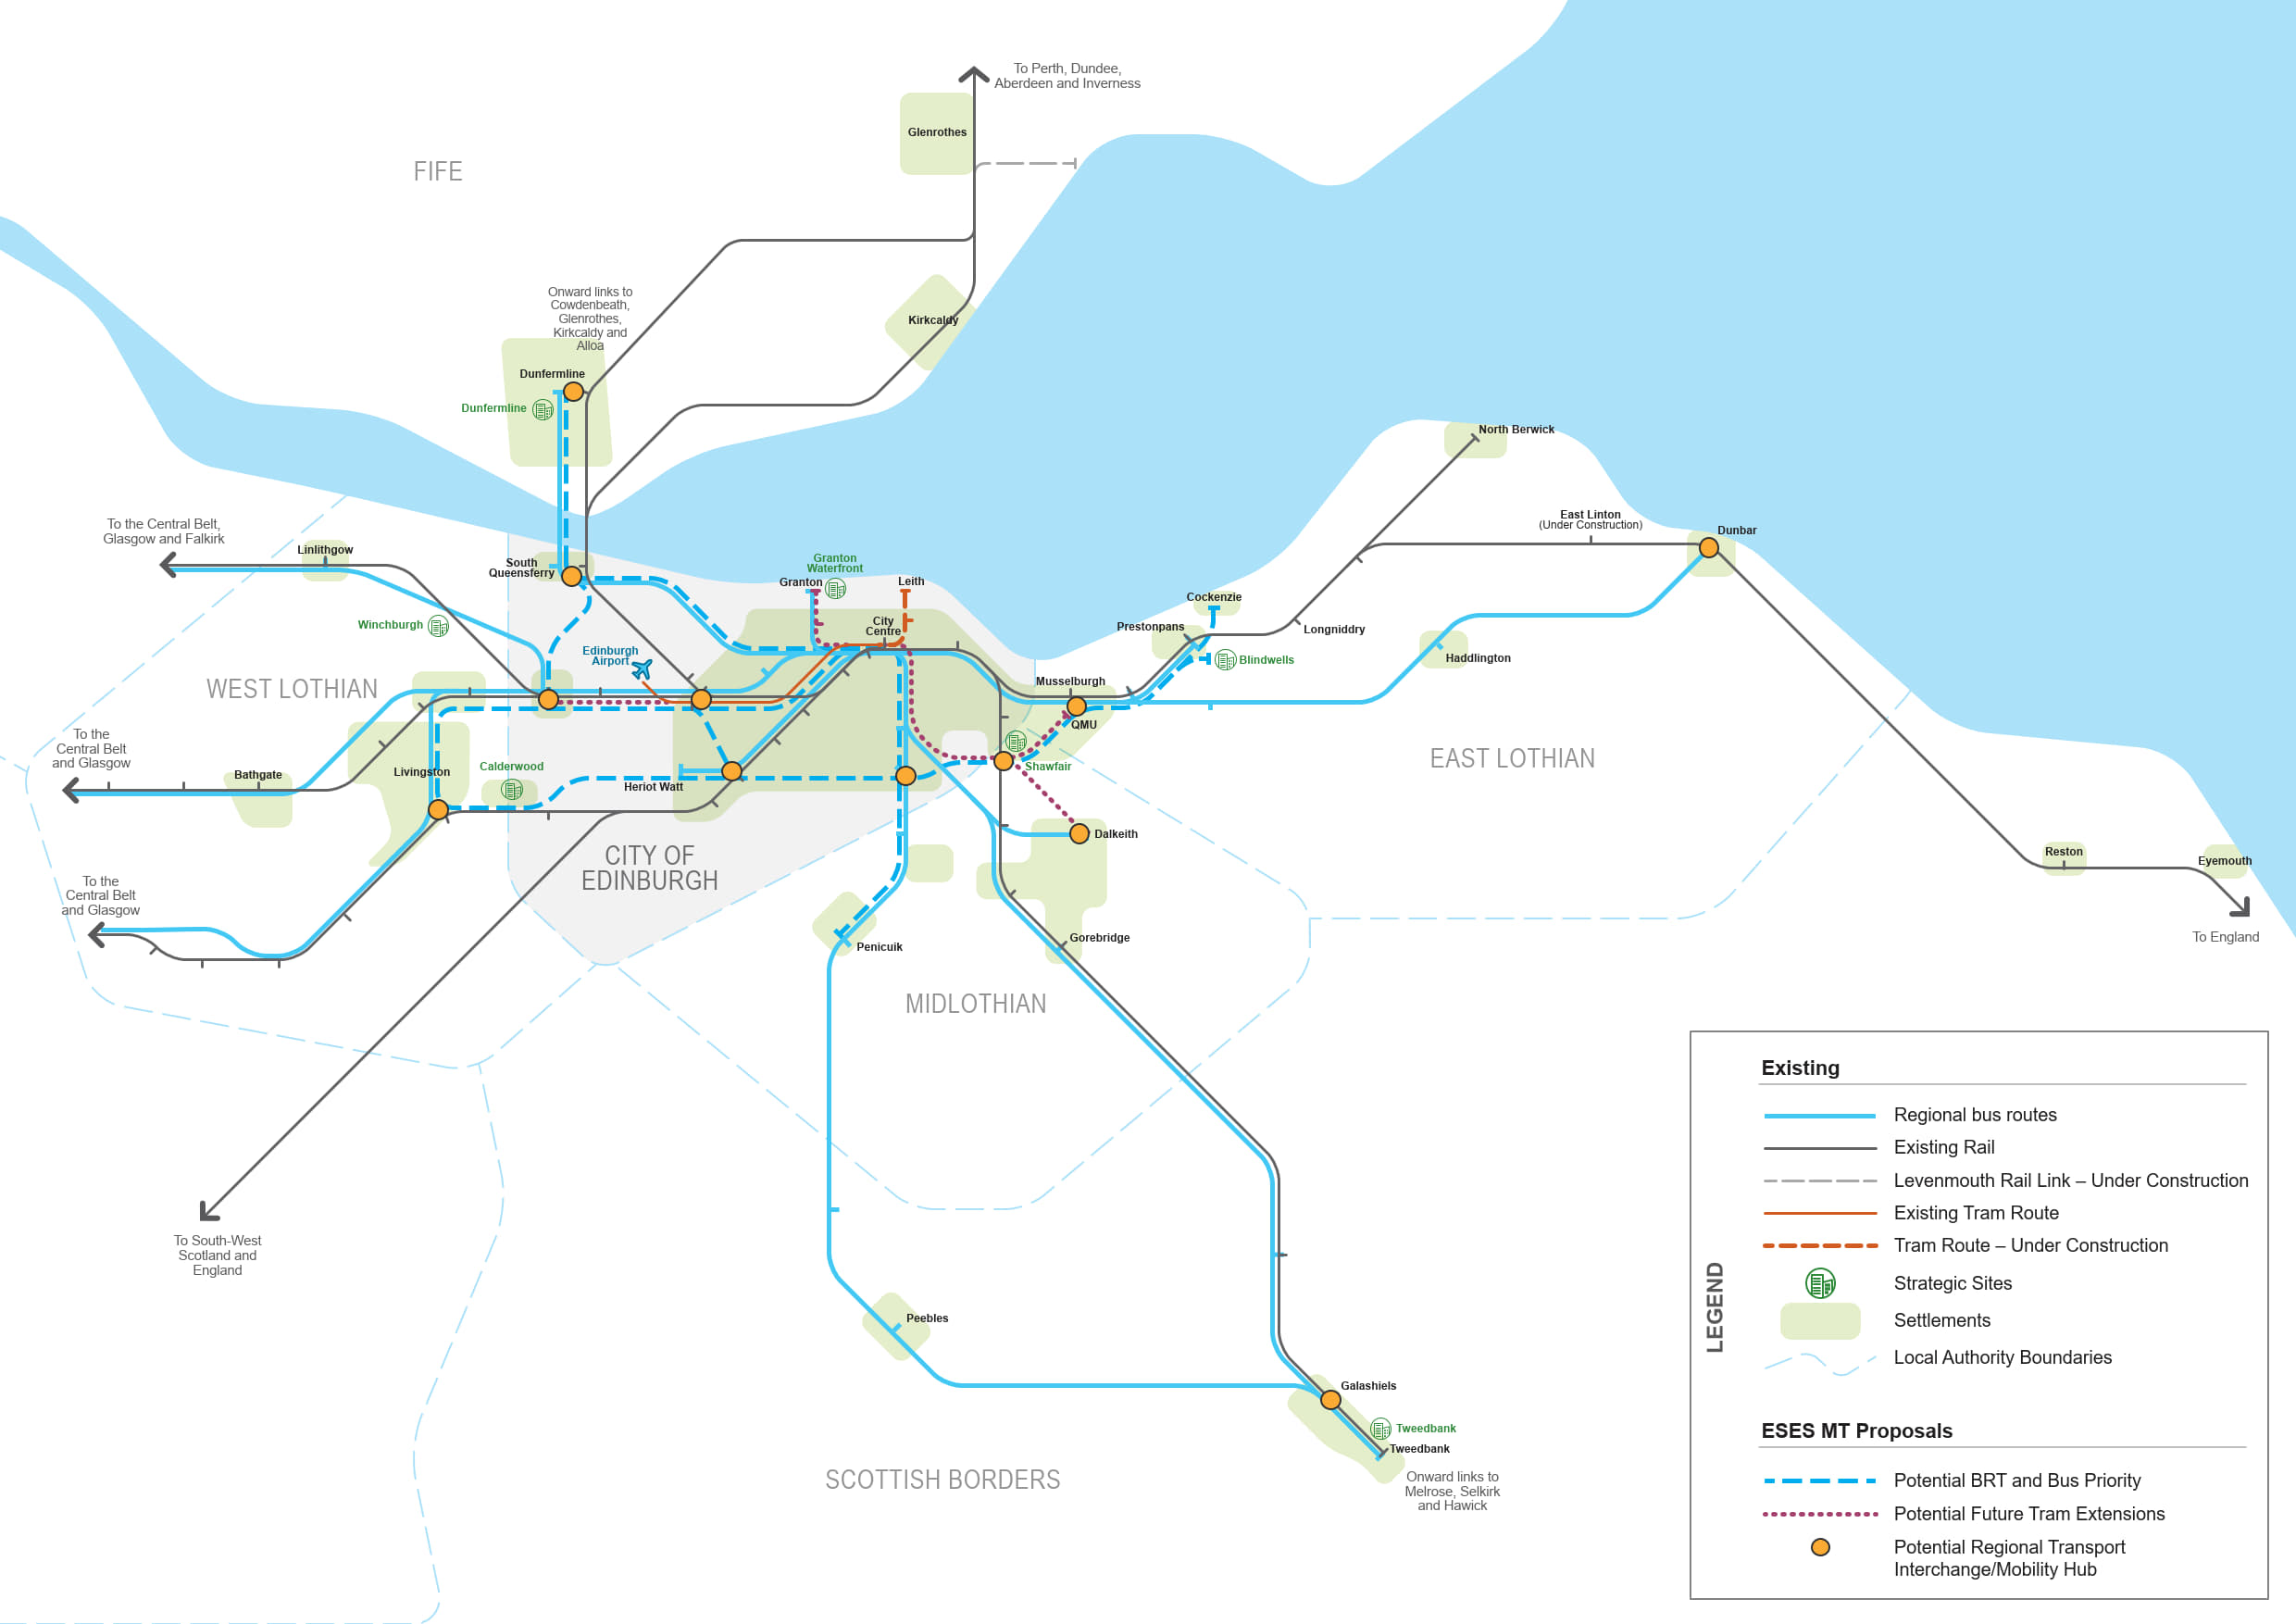 To Perth, Dundee,
Aberdeen and Inverness
Glenrothes
FIFE
Onward links to
Cowdenbeath,
Glenrothes,
Kirkcaldy and
Alloa
Kirkcaldy
Dunfermline
Dunfermline
North Berwick
To the Central Belt,
Glasgow and Falkirk
Linlithgow
East Linton
(Under Construction)
Dunbar
South
Queensferry
Granton
Waterfront
Granton
Leith
Winchburgh
City
Centre
Cockenzie
Prestonpans
Longniddry
Edinburgh
Airport
Blindwells
Haddlington
WEST LOTHIAN
Musselburgh
QMU
To the
Central Belt
and Glasgow
Bathgate
Livingston
Calderwood
Heriot Watt
Shawfair
EAST LOTHIAN
Dalkeith
CITY OF
EDINBURGH
Reston
Eyemouth
To the
Central Belt
and Glasgow
Penicuik
Gorebridge
To England
MIDLOTHIAN
To South-West
Scotland and
England
Peebles
Galashiels
Tweedbank
Tweedbank
Onward links to
Melrose, Selkirk
and Hawick
SCOTTISH BORDERS
LEGEND
Existing
Regional bus routes
Existing Rail
Levenmouth Rail Link – Under Construction
Existing Tram Route
Tram Route – Under Construction
Strategic Sites
Settlements
Local Authority Boundaries
ESES MT Proposals
Potential BRT and Bus Priority
Potential Future Tram Extensions
Potential Regional Transport
Interchange/Mobility Hub